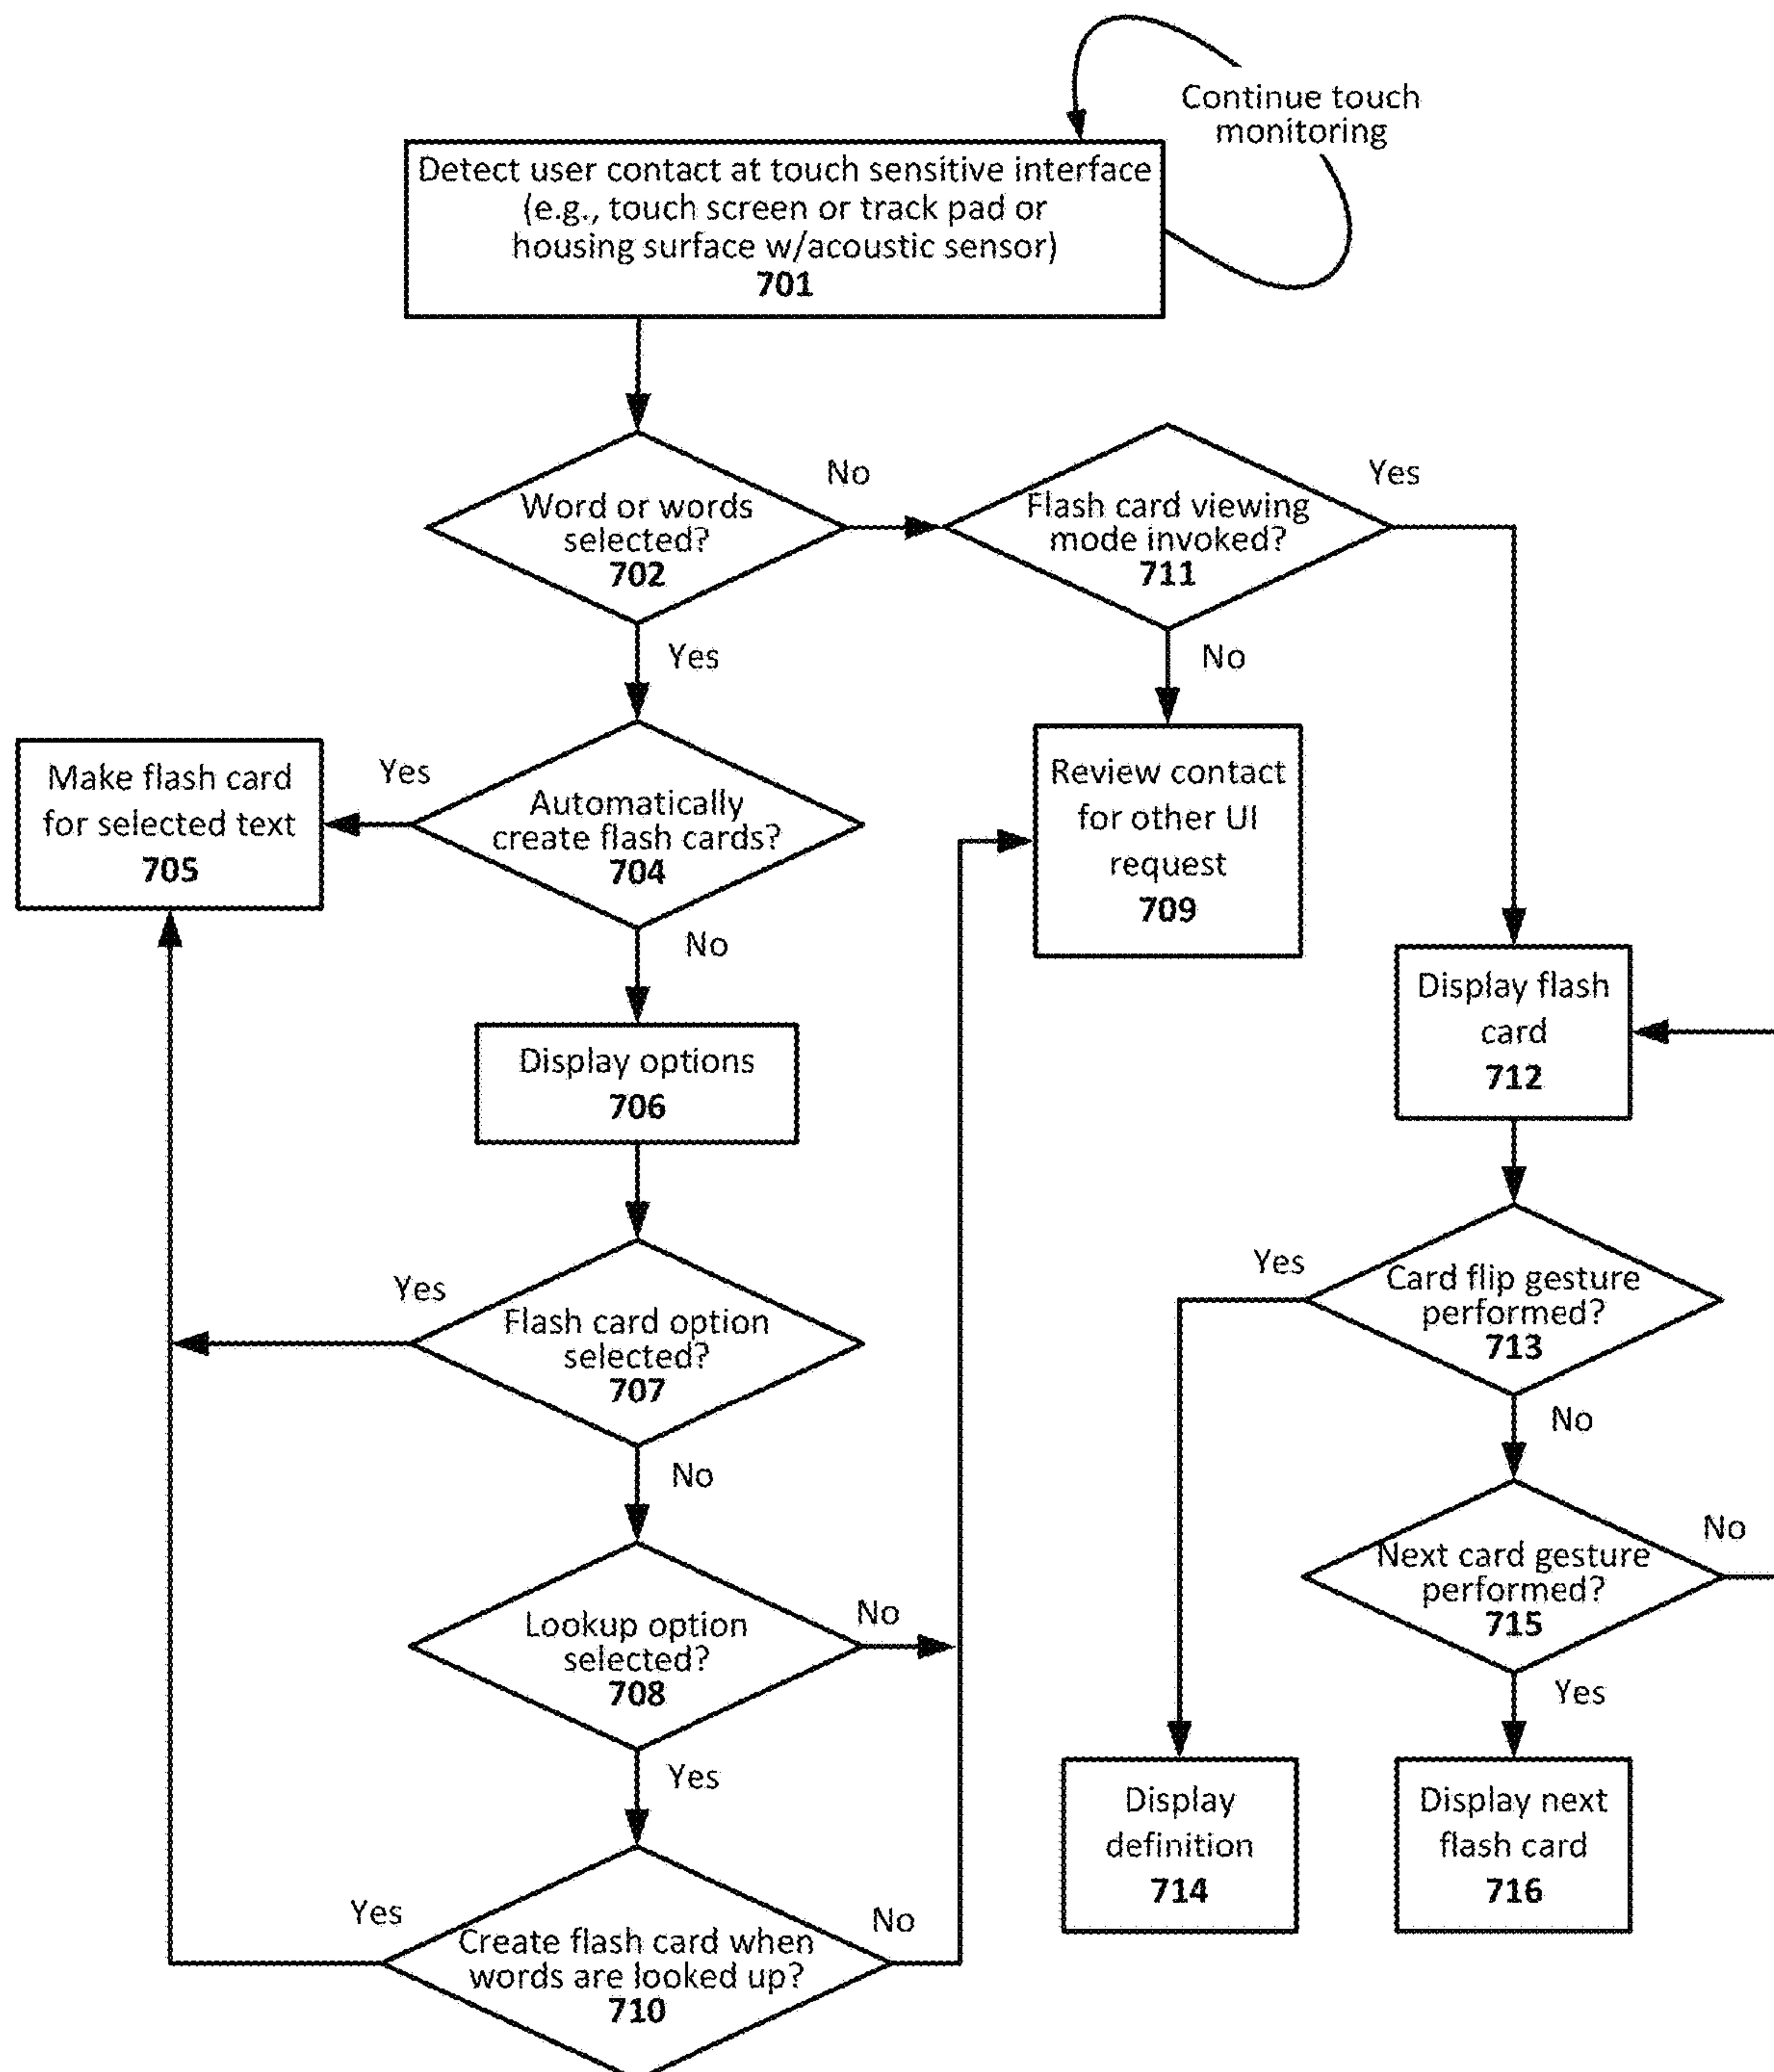 Continue touch
monitoring
Detect user contact at touch sensitive interface
(e.g., touch screen or track pad or
housing surface w/acoustic sensor)
701
Word or words
selected?
702
No
Flash card viewing
mode invoked?
711
Yes
Yes
No
Make flash card
for selected text
705
Yes
Automatically
create flash cards?
704
No
Review contact
for other UI
request
709
Display flash
card
712
Display options
706
Yes
Flash card option
selected?
707
No
Yes
Card flip gesture
performed?
713
No
Lookup option
selected?
708
No
Yes
Next card gesture
performed?
715
No
Yes
Yes
Create flash card when
words are looked up?
710
No
Display
definition
714
Display next
flash card
716